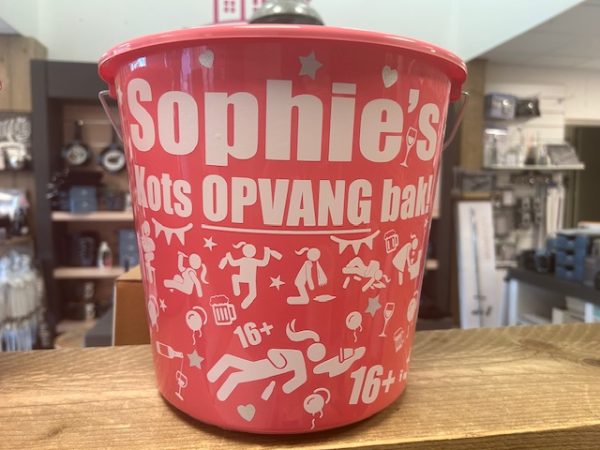 Sophie's
Kots OPVANG bak!
16+
16+